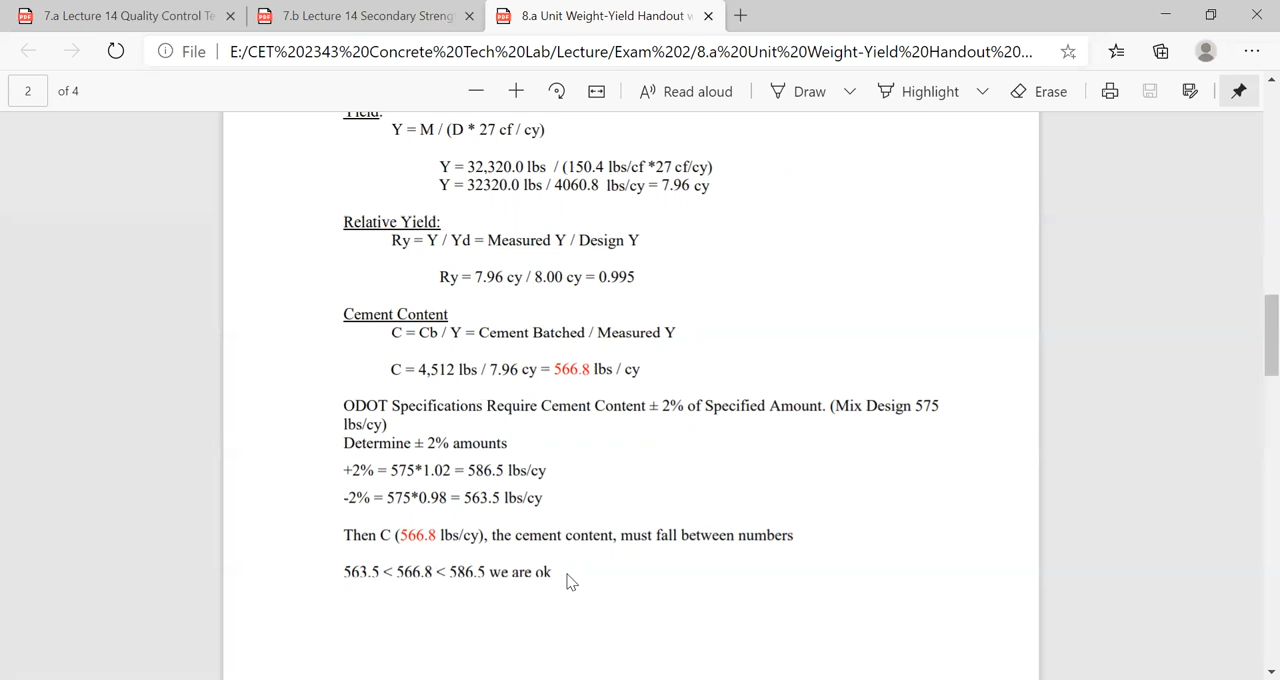 7.a Lecture 14 Quality Control Te
7.b Lecture 14 Secondary Streng
8.a Unit Weight-Yield Handout w
File
E:/CET%202343%20Concrete%20Tech%20Lab/Lecture/Exam%202/8.a%20Unit%20Weight-Yield%20Handout%20...
2 of 4
Read aloud
Draw
Highlight
Erase
Yield:
Y = M / (D * 27 cf / cy)
Y = 32,320.0 lbs / (150.4 lbs/cf *27 cf/cy)
Y = 32320.0 lbs / 4060.8 lbs/cy = 7.96 cy
Relative Yield:
Ry = Y / Yd = Measured Y / Design Y
Ry = 7.96 cy / 8.00 cy = 0.995
Cement Content
C = Cb / Y = Cement Batched / Measured Y
C = 4,512 lbs / 7.96 cy = 566.8 lbs / cy
ODOT Specifications Require Cement Content ± 2% of Specified Amount. (Mix Design 575
lbs/cy)
Determine ± 2% amounts
+2% = 575*1.02 = 586.5 lbs/cy
-2% = 575*0.98 = 563.5 lbs/cy
Then C (566.8 lbs/cy), the cement content, must fall between numbers
563.5 < 566.8 < 586.5 we are ok